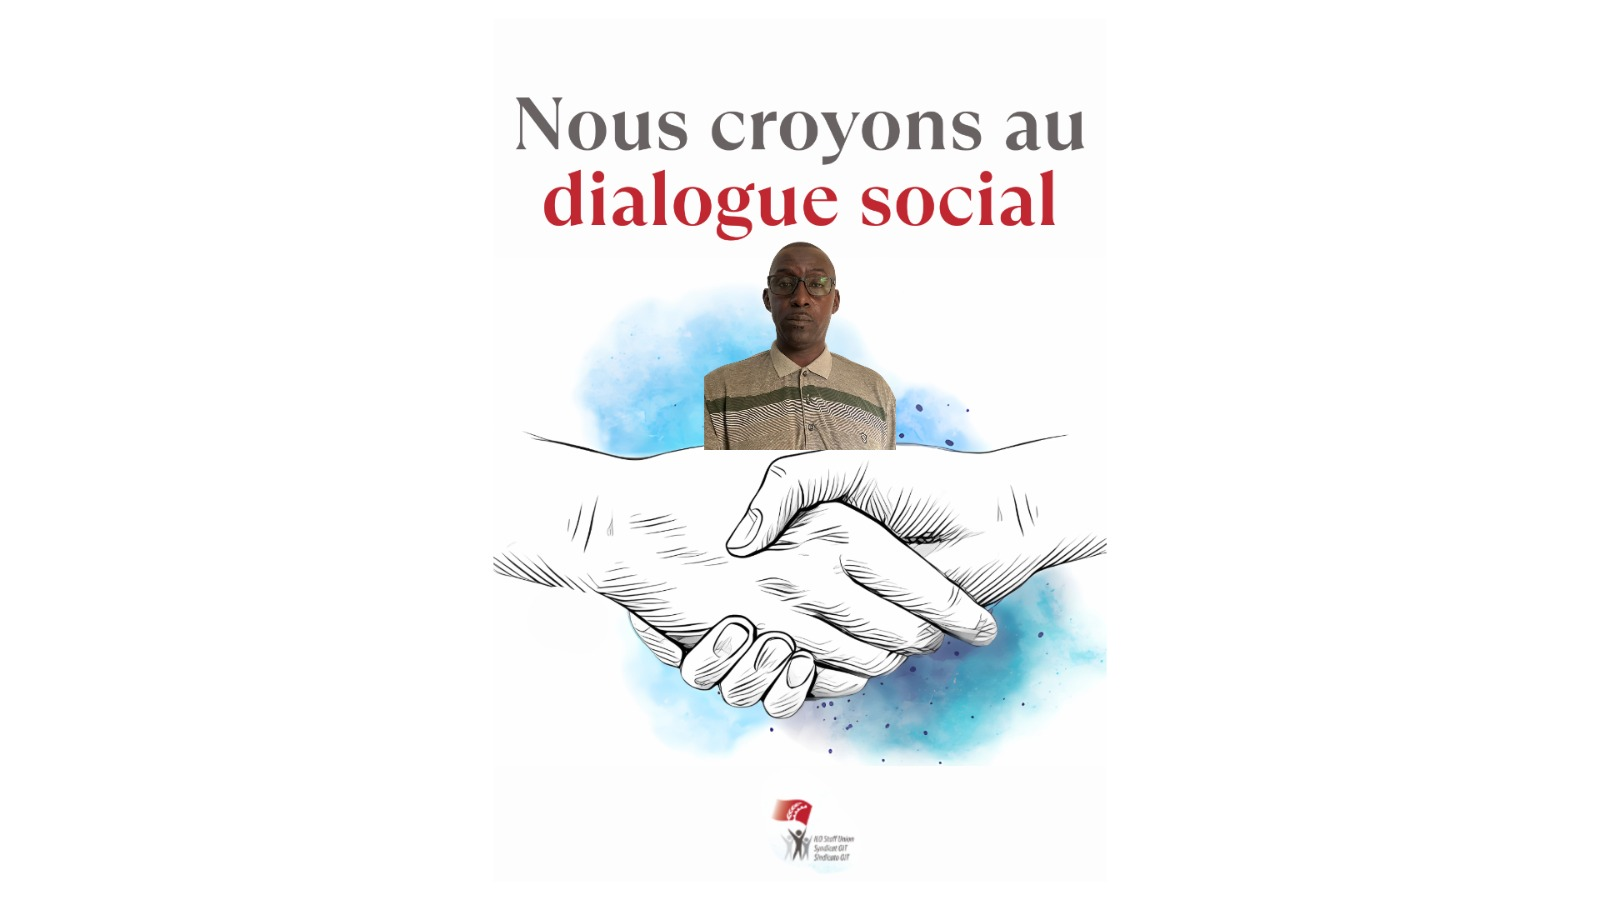 Nous croyons au
dialogue social
ILO Staff Union
Syndicat OIT
Sindicato OIT